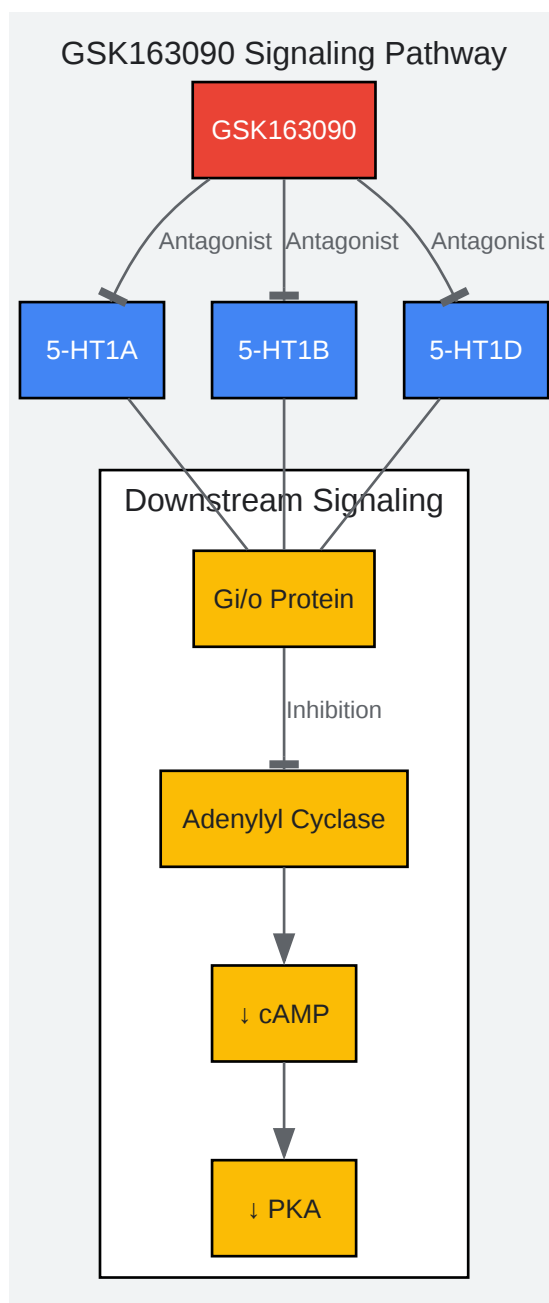 GSK163090 Signaling Pathway
GSK163090
Antagonist
Antagonist
Antagonist
5-HT1A
5-HT1B
5-HT1D
Downstream Signaling
Gi/o Protein
Inhibition
Adenylyl Cyclase
↓ cAMP
↓ PKA